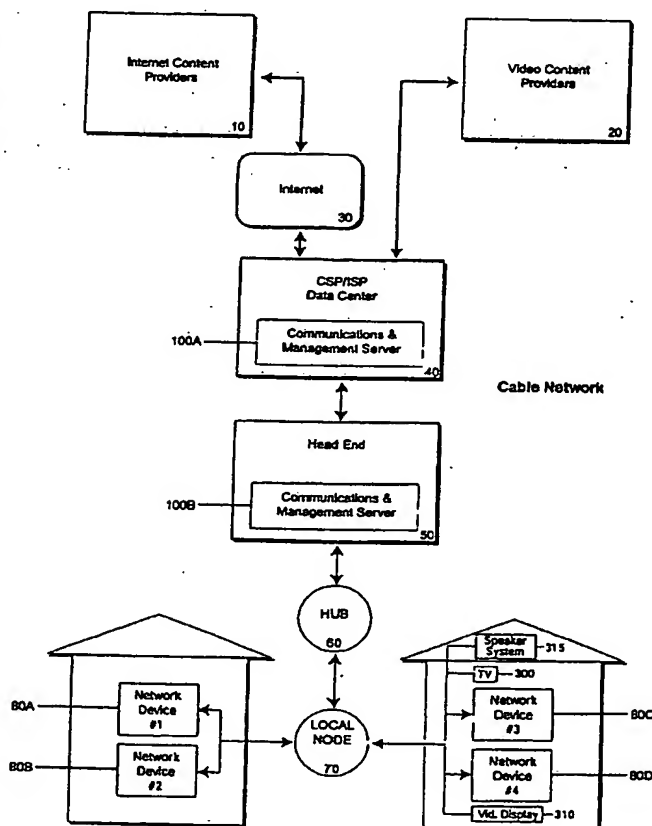 Internet Content
Providers
10
Video Content
Providers
20
Internet
30
CSP/ISP
Data Center
100A
Communications &
Management Server
40
Cable Network
Head End
100B
Communications &
Management Server
50
HUB
60
Speaker
System
315
TV
300
80A
Network
Device
#1
Network
Device
#3
80C
LOCAL
NODE
70
80B
Network
Device
#2
Network
Device
#4
80D
Vid. Display
310